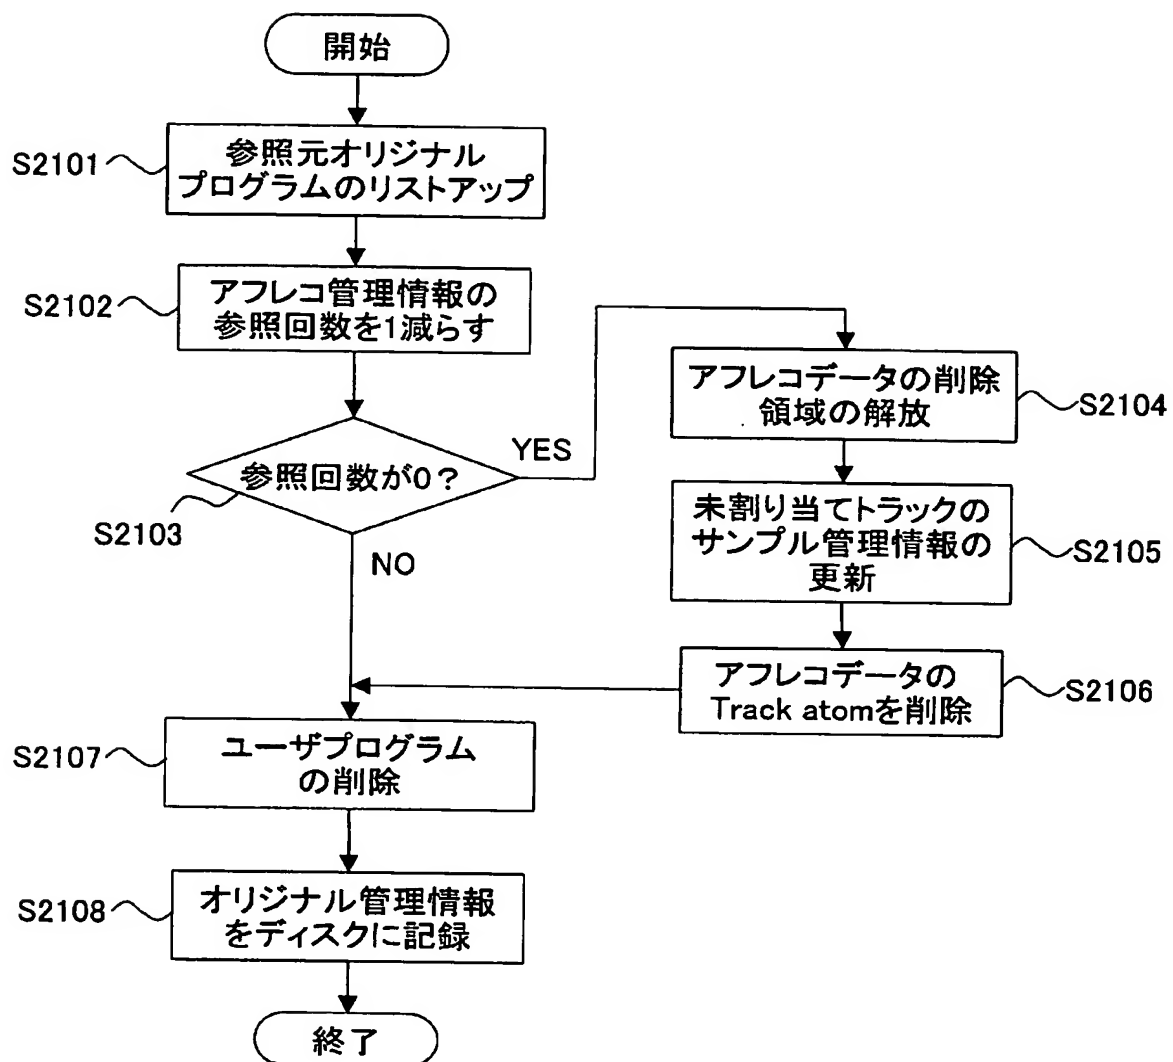 開始
S2101
参照元オリジナル
プログラムのリストアップ
S2102
アフレコ管理情報の
参照回数を1減らす
S2103
参照回数が0?
YES
NO
アフレコデータの削除
領域の解放
S2104
未割り当てトラックの
サンプル管理情報の
更新
S2105
アフレコデータの
Track atomを削除
S2106
S2107
ユーザプログラム
の削除
S2108
オリジナル管理情報
をディスクに記録
終了